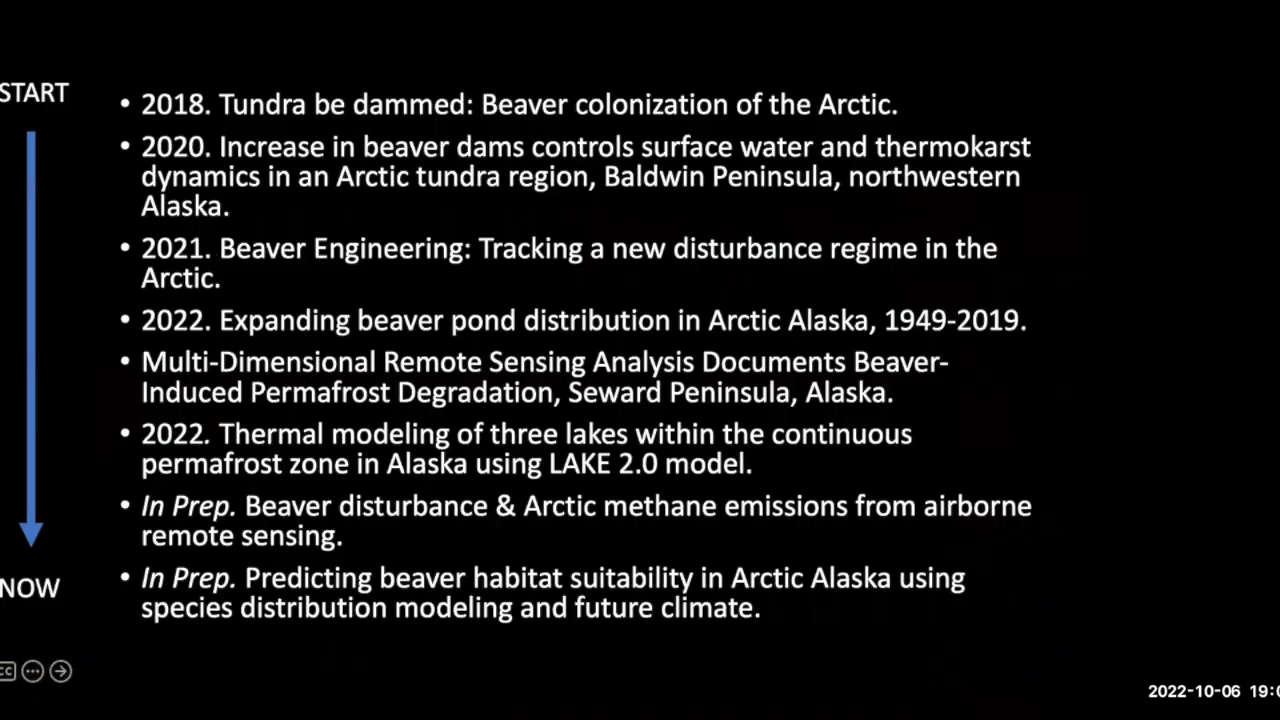 START
• 2018. Tundra be dammed: Beaver colonization of the Arctic.
• 2020. Increase in beaver dams controls surface water and thermokarst
dynamics in an Arctic tundra region, Baldwin Peninsula, northwestern
Alaska.
• 2021. Beaver Engineering: Tracking a new disturbance regime in the
Arctic.
• 2022. Expanding beaver pond distribution in Arctic Alaska, 1949-2019.
• Multi-Dimensional Remote Sensing Analysis Documents Beaver-
Induced Permafrost Degradation, Seward Peninsula, Alaska.
• 2022. Thermal modeling of three lakes within the continuous
permafrost zone in Alaska using LAKE 2.0 model.
• In Prep. Beaver disturbance & Arctic methane emissions from airborne
remote sensing.
• In Prep. Predicting beaver habitat suitability in Arctic Alaska using
species distribution modeling and future climate.
NOW
CC
2022-10-06